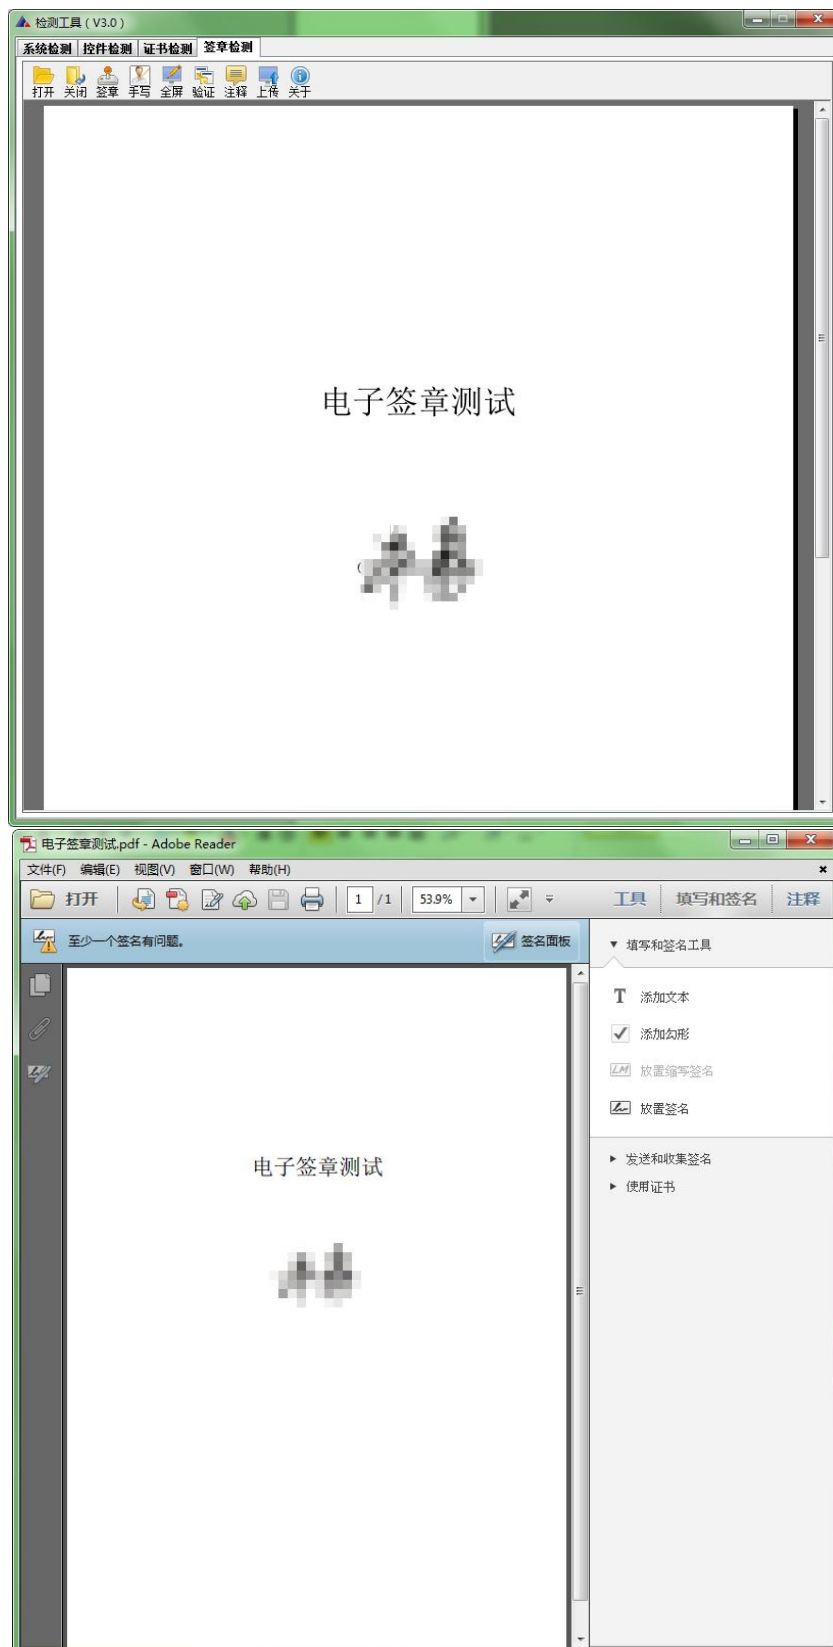 检测工具（V3.0）
系统检测 控件检测 证书检测 签章检测
打开 关闭 签章 手写 全屏 验证 注释 上传 关于
电子签章测试
电子签章测试.pdf - Adobe Reader
文件(F) 编辑(E) 视图(V) 窗口(W) 帮助(H)
打开 1 /1 53.9% 工具 填写和签名 注释
至少一个签名有问题。 签名面板
填写和签名工具
T 添加文本
添加勾形
放置缩写签名
放置签名
发送和收集签名
使用证书
电子签章测试